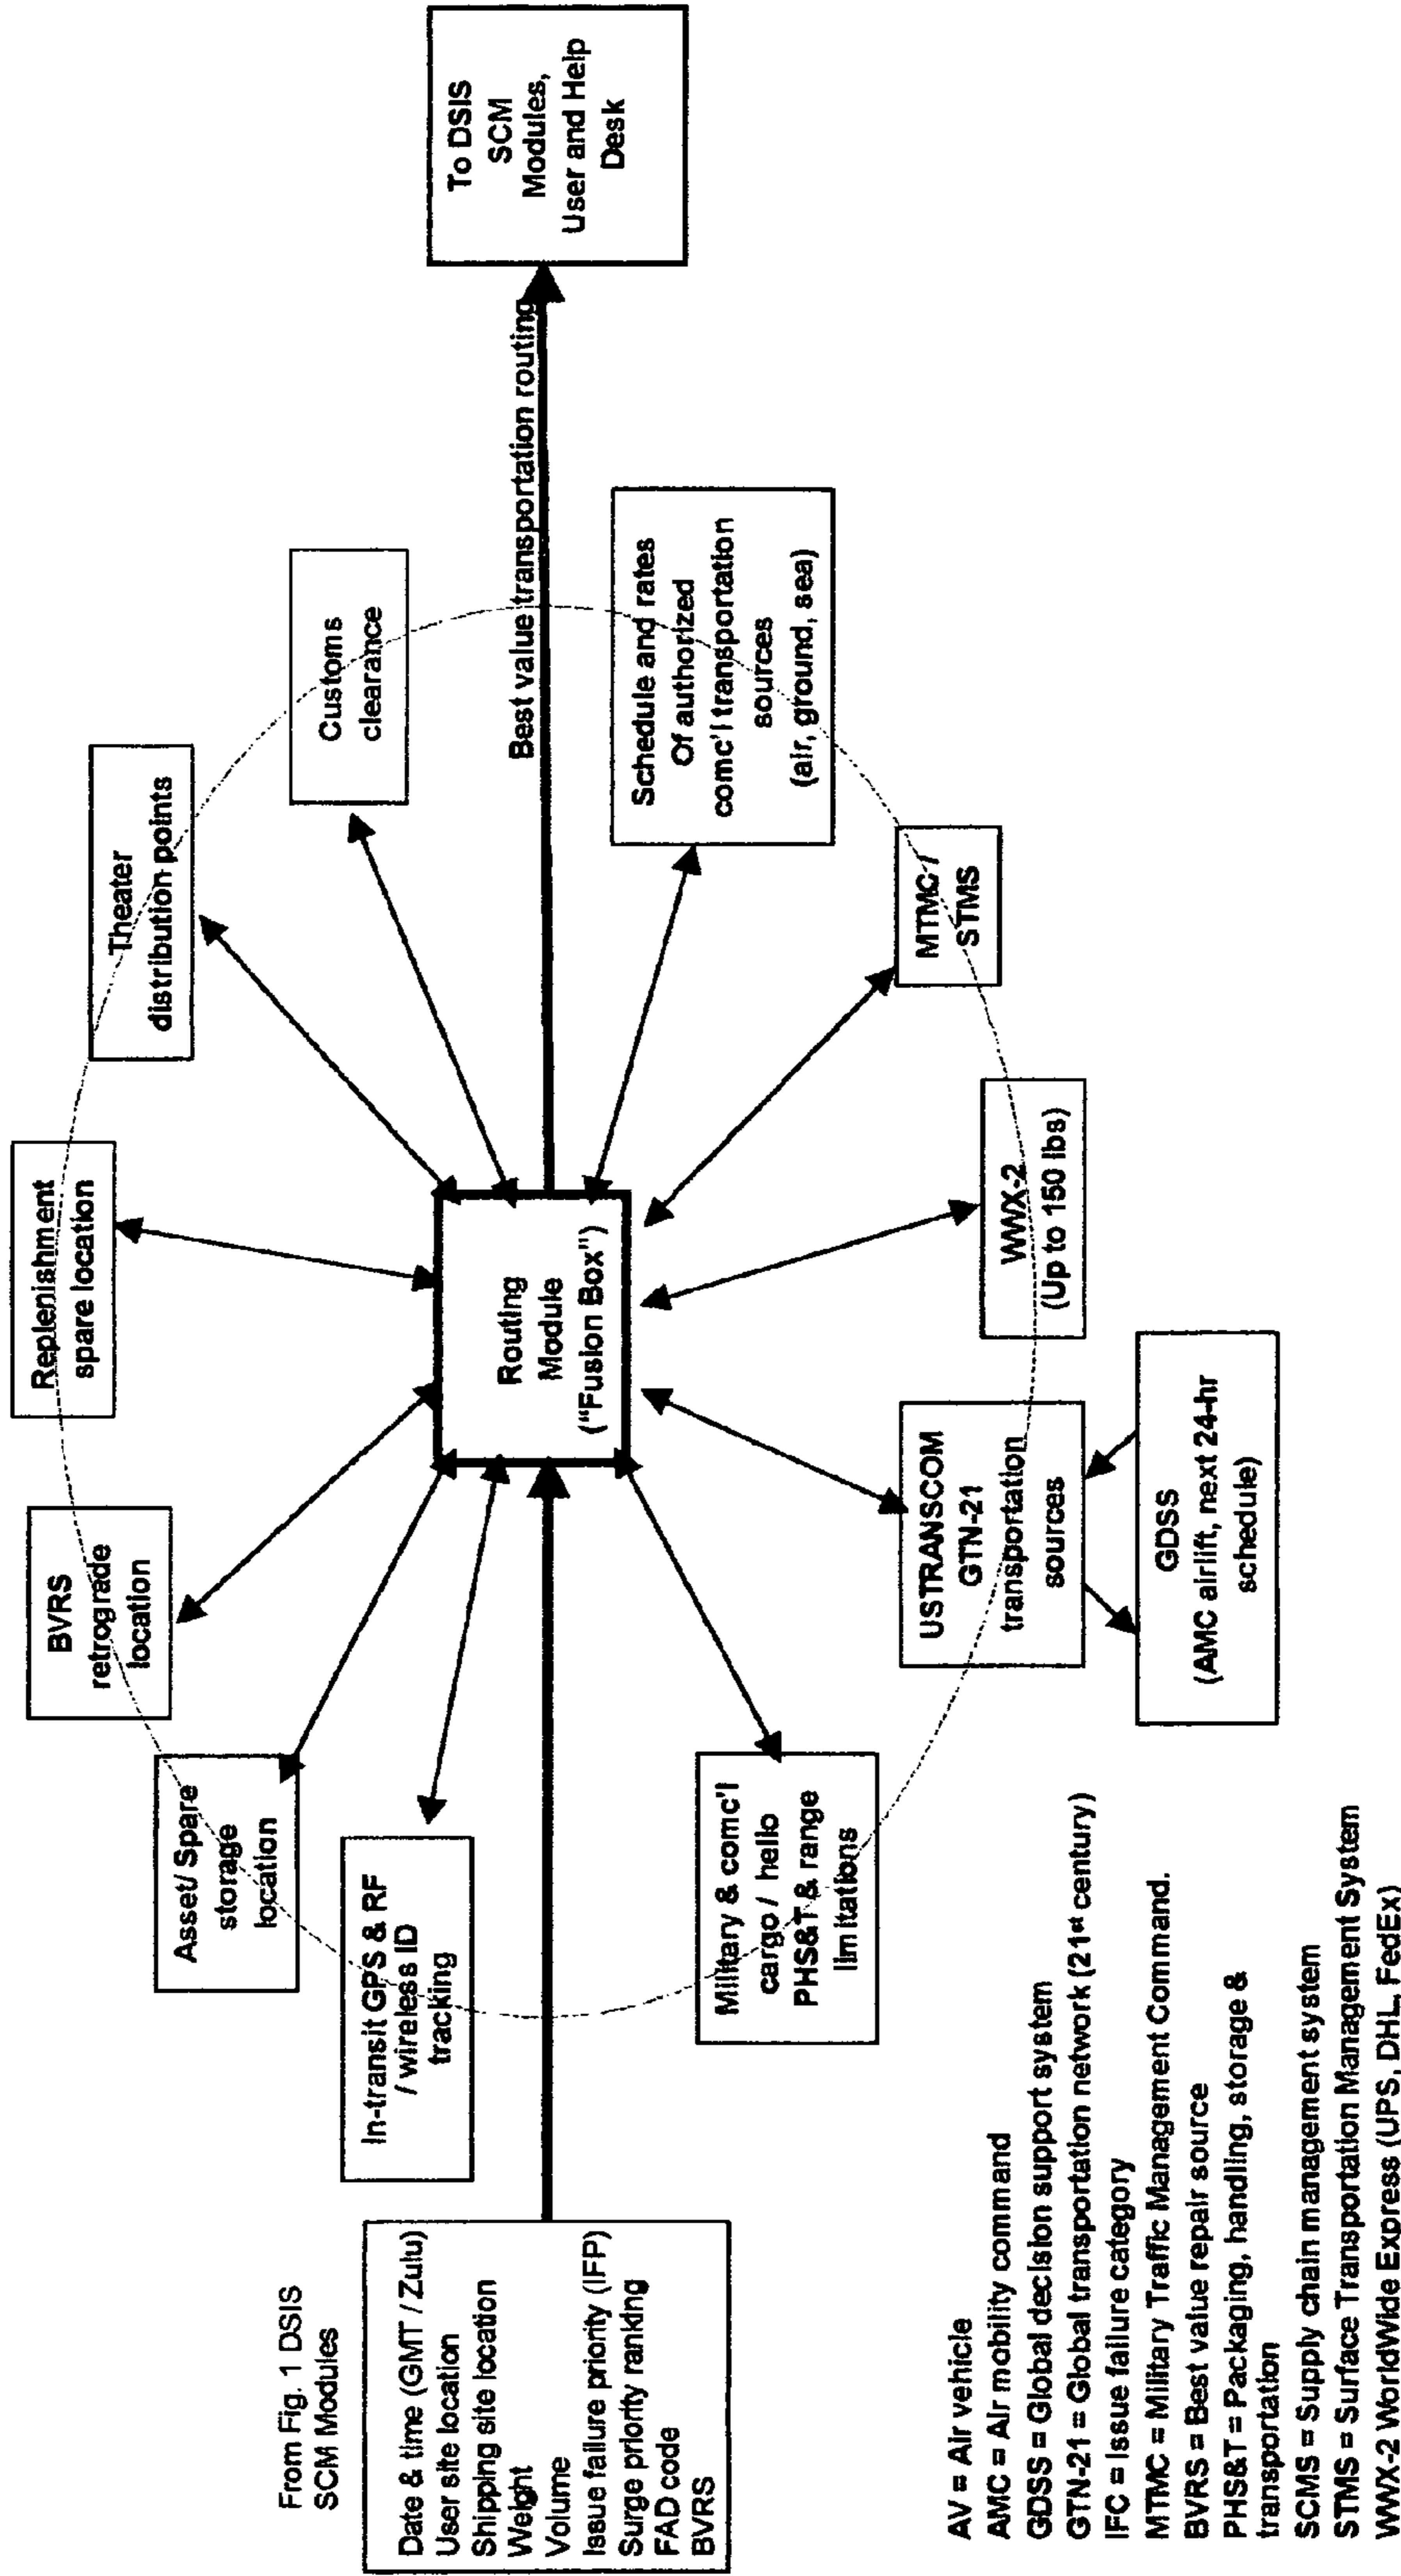 From Fig. 1 DSIS
SCM Modules
Date & time (GMT / Zulu)
User site location
Shipping site location
Weight
Volume
Issue failure priority (IFP)
Surge priority ranking
FAD code
BVRS
In-transit GPS & RF
/ wireless ID
tracking
Asset/ Spare
storage
location
BVRS
retrograde
location
Replenishment
spare location
Theater
distribution points
Customs
clearance
Routing
Module
("Fusion Box")
Best value transportation routing
To DSIS
SCM
Modules,
User and Help
Desk
Schedule and rates
Of authorized
comc'l transportation
sources
(air, ground, sea)
MTMC /
STMS
WWX-2
(Up to 150 lbs)
USTRANSCOM
GTN-21
transportation
sources
GDSS
(AMC airlift, next 24-hr
schedule)
Military & comc'l
cargo / hello
PHS&T & range
limitations
AV = Air vehicle
AMC = Air mobility command
GDSS = Global decision support system
GTN-21 = Global transportation network (21st century)
IFC = Issue failure category
MTMC = Military Traffic Management Command.
BVRS = Best value repair source
PHS&T = Packaging, handling, storage &
transportation
SCMS = Supply chain management system
STMS = Surface Transportation Management System
WWX-2 WorldWide Express (UPS, DHL, FedEx)